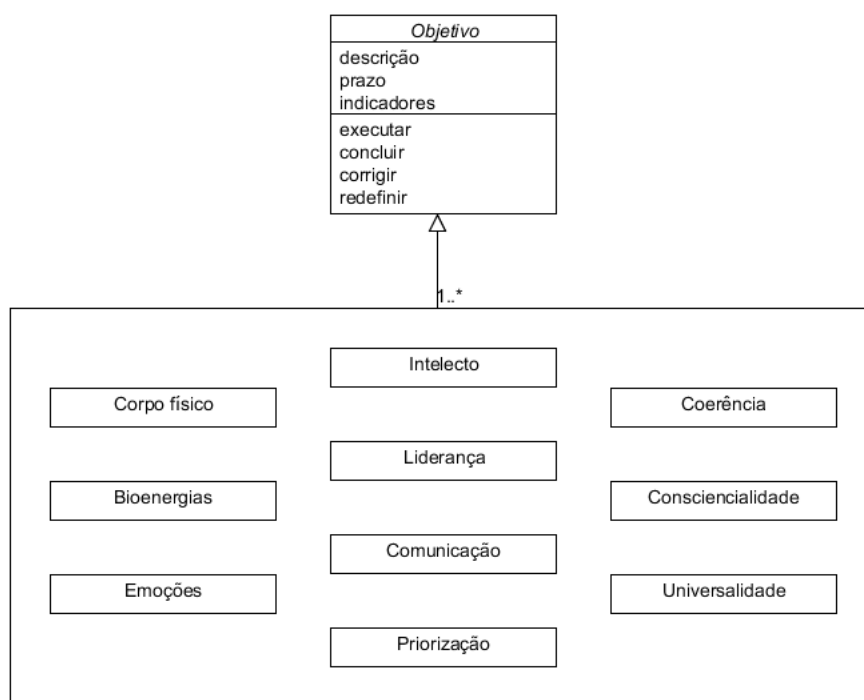 Objetivo
descrição
prazo
indicadores
executar
concluir
corrigir
redefinir
1..*
Corpo físico
Bioenergias
Emoções
Intelecto
Liderança
Comunicação
Priorização
Coerência
Consciencialidade
Universalidade